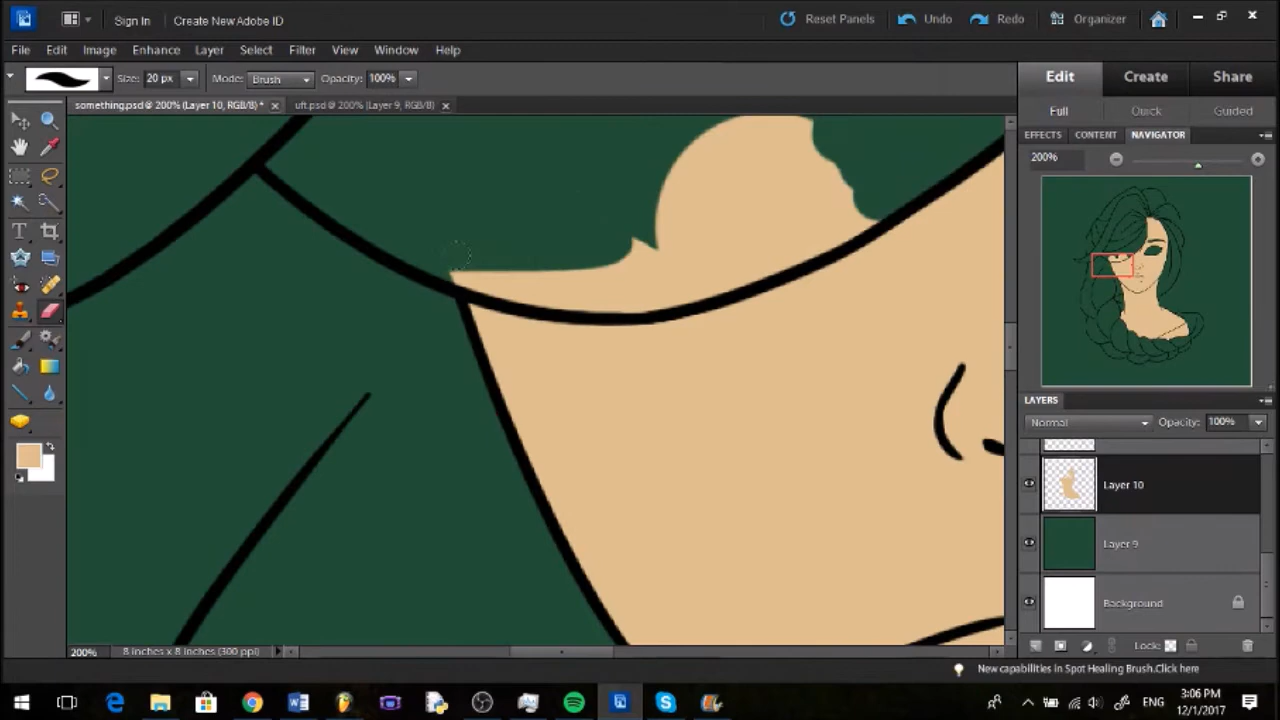 Sign In Create New Adobe ID Reset Panels Undo Redo Organizer
File Edit Image Enhance Layer Select Filter View Window Help
Size: 20 px Mode: Brush Opacity: 100% Edit Create Share
something.psd @ 200% (Layer 10, RGB/8) * uft.psd @ 200% (Layer 9, RGB/8) Full Quick Guided
EFFECTS CONTENT NAVIGATOR
200%
LAYERS
Normal Opacity: 100%
Layer 10
Layer 9
Background
200% 8 inches x 8 inches (300 ppi) Lock:
New capabilities in Spot Healing Brush.Click here
ENG 3:06 PM
12/1/2017